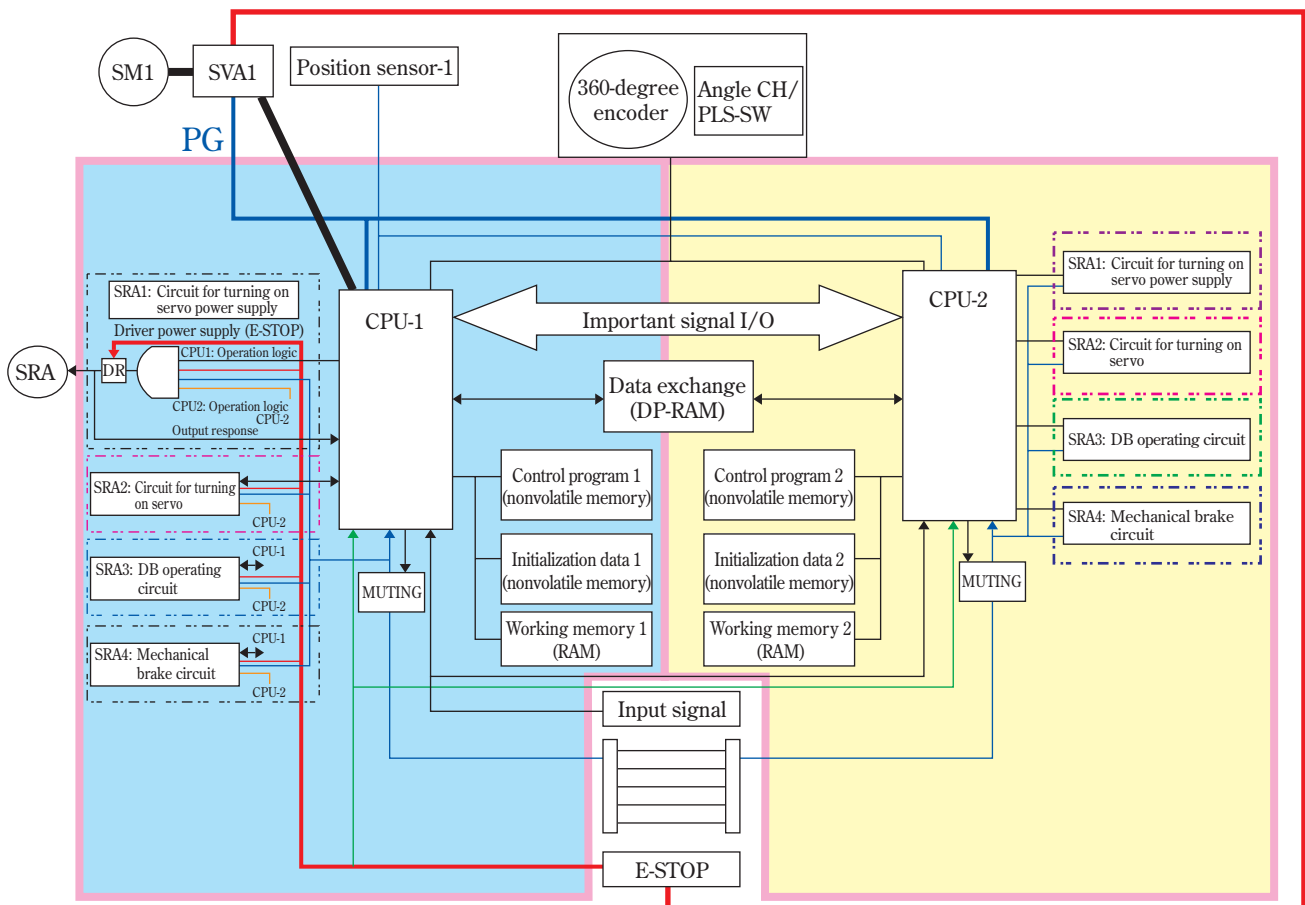 SM1
SVA1
Position sensor-1
360-degree
encoder
Angle CH/
PLS-SW
PG
SRA1: Circuit for turning on
servo power supply
Driver power supply (E-STOP)
CPU1: Operation logic
SRA
DR
CPU2: Operation logic
CPU-2
Output response
SRA2: Circuit for turning
on servo
CPU-2
SRA3: DB operating
circuit
CPU-1
CPU-2
SRA4: Mechanical
brake circuit
CPU-1
CPU-2
CPU-1
MUTING
Important signal I/O
Data exchange
(DP-RAM)
Control program 1
(nonvolatile memory)
Initialization data 1
(nonvolatile memory)
Working memory 1
(RAM)
Control program 2
(nonvolatile memory)
Initialization data 2
(nonvolatile memory)
Working memory 2
(RAM)
CPU-2
MUTING
SRA1: Circuit for turning on
servo power supply
SRA2: Circuit for turning on
servo
SRA3: DB operating circuit
SRA4: Mechanical brake
circuit
Input signal
E-STOP